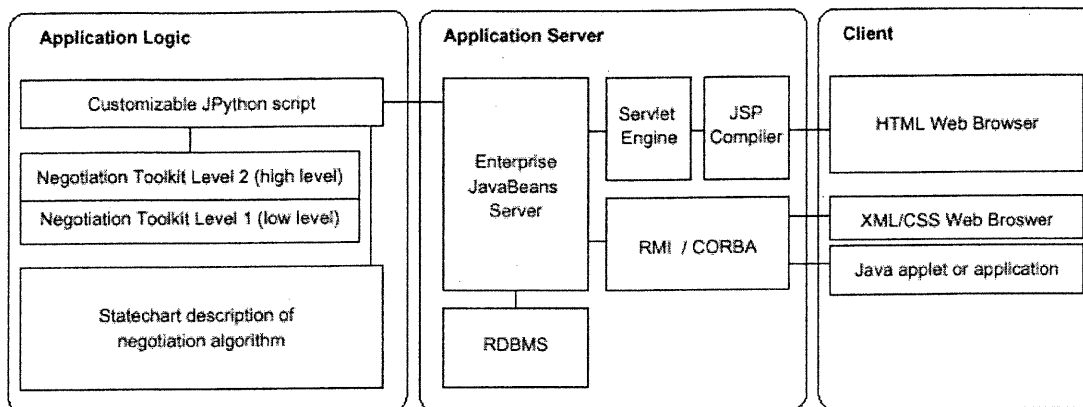 Application Logic
Customizable JPython script
Negotiation Toolkit Level 2 (high level)
Negotiation Toolkit Level 1 (low level)
Statechart description of
negotiation algorithm
Application Server
Enterprise
JavaBeans
Server
Servlet
Engine
JSP
Compiler
RMI / CORBA
RDBMS
Client
HTML Web Browser
XML/CSS Web Broswer
Java applet or application